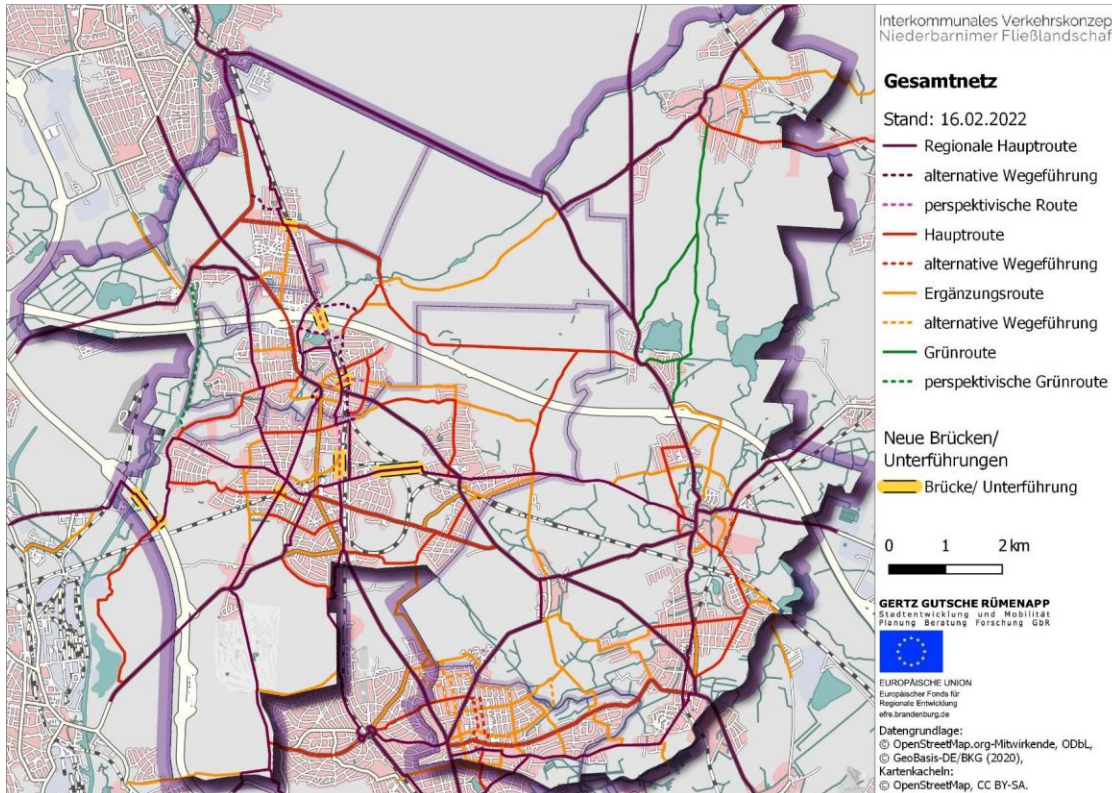 Interkommunales Verkehrskonzep
Niederbarnimer Fließlandschaf
Gesamtnetz
Stand: 16.02.2022
Regionale Hauptroute
alternative Wegeführung
perspektivische Route
Hauptroute
alternative Wegeführung
Ergänzungsroute
alternative Wegeführung
Grünroute
perspektivische Grünroute
Neue Brücken/
Unterführungen
Brücke/ Unterführung
0 1 2 km
GERTZ GUTSCHE RÜMENAPP
Stadtentwicklung und Mobilität
Planung Beratung Forschung GbR
EUROPÄISCHE UNION
Europäischer Fonds für
Regionale Entwicklung
efre.brandenburg.de
Datengrundlage:
© OpenStreetMap.org-Mitwirkende, ODbL,
© GeoBasis-DE/BKG (2020),
Kartenkacheln:
© OpenStreetMap, CC BY-SA.